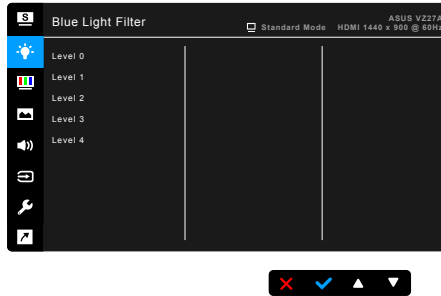 S
Blue Light Filter
ASUS VZ27A
Standard Mode HDMI 1440 x 900 @ 60Hz
Level 0
Level 1
Level 2
Level 3
Level 4